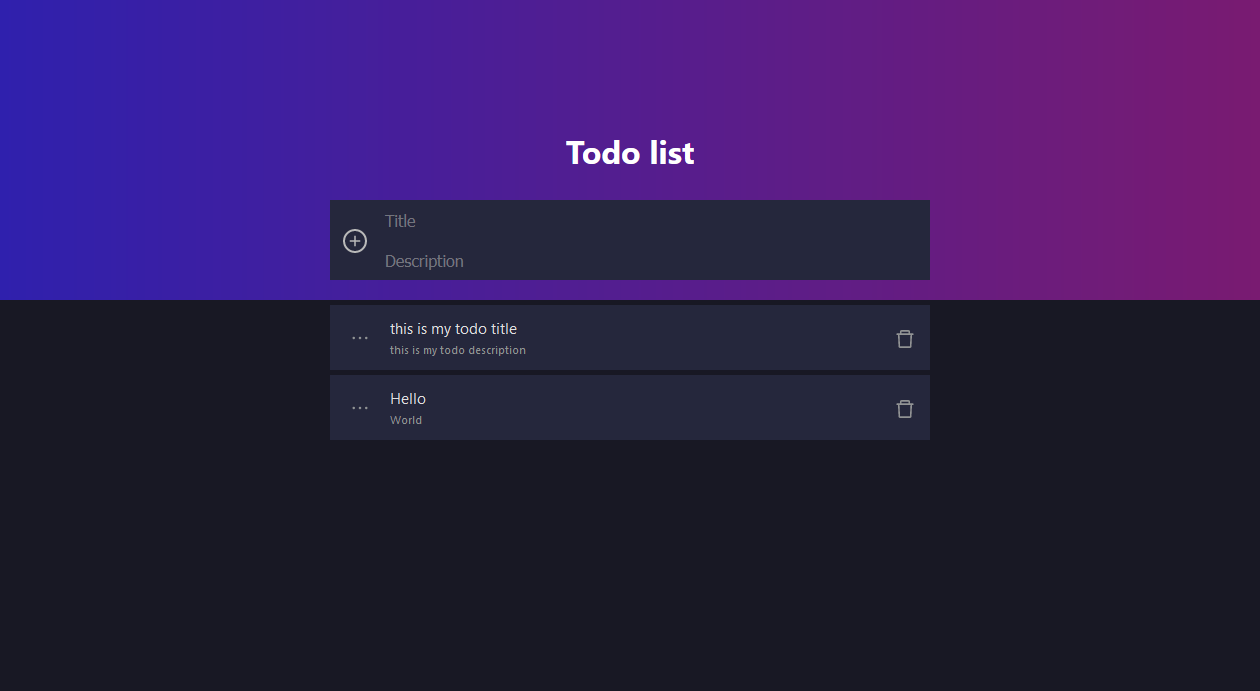 Todo list
Title
Description
this is my todo title
this is my todo description
Hello
World